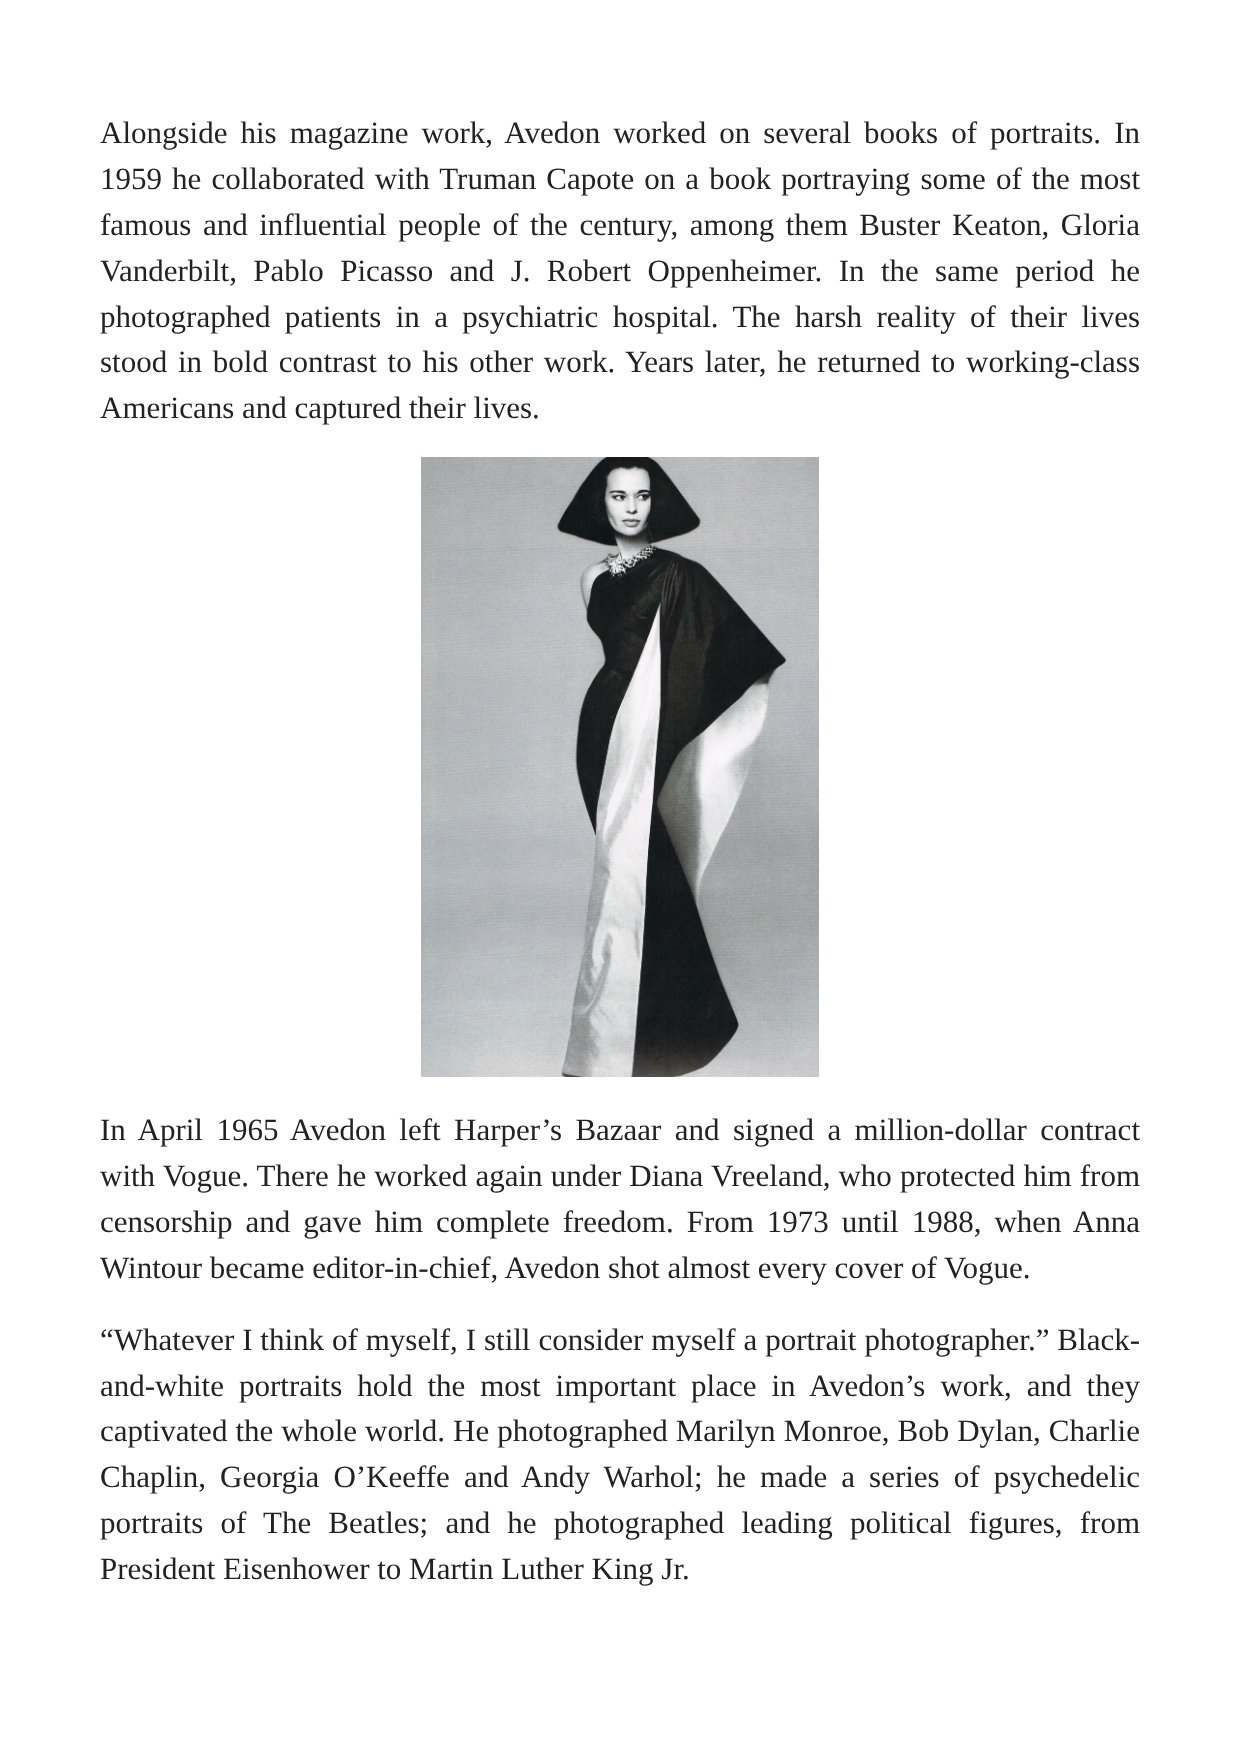 Alongside his magazine work, Avedon worked on several books of portraits. In
1959 he collaborated with Truman Capote on a book portraying some of the most
famous and influential people of the century, among them Buster Keaton, Gloria
Vanderbilt, Pablo Picasso and J. Robert Oppenheimer. In the same period he
photographed patients in a psychiatric hospital. The harsh reality of their lives
stood in bold contrast to his other work. Years later, he returned to working-class
Americans and captured their lives.
In April 1965 Avedon left Harper’s Bazaar and signed a million-dollar contract
with Vogue. There he worked again under Diana Vreeland, who protected him from
censorship and gave him complete freedom. From 1973 until 1988, when Anna
Wintour became editor-in-chief, Avedon shot almost every cover of Vogue.
“Whatever I think of myself, I still consider myself a portrait photographer.” Black-
and-white portraits hold the most important place in Avedon’s work, and they
captivated the whole world. He photographed Marilyn Monroe, Bob Dylan, Charlie
Chaplin, Georgia O’Keeffe and Andy Warhol; he made a series of psychedelic
portraits of The Beatles; and he photographed leading political figures, from
President Eisenhower to Martin Luther King Jr.